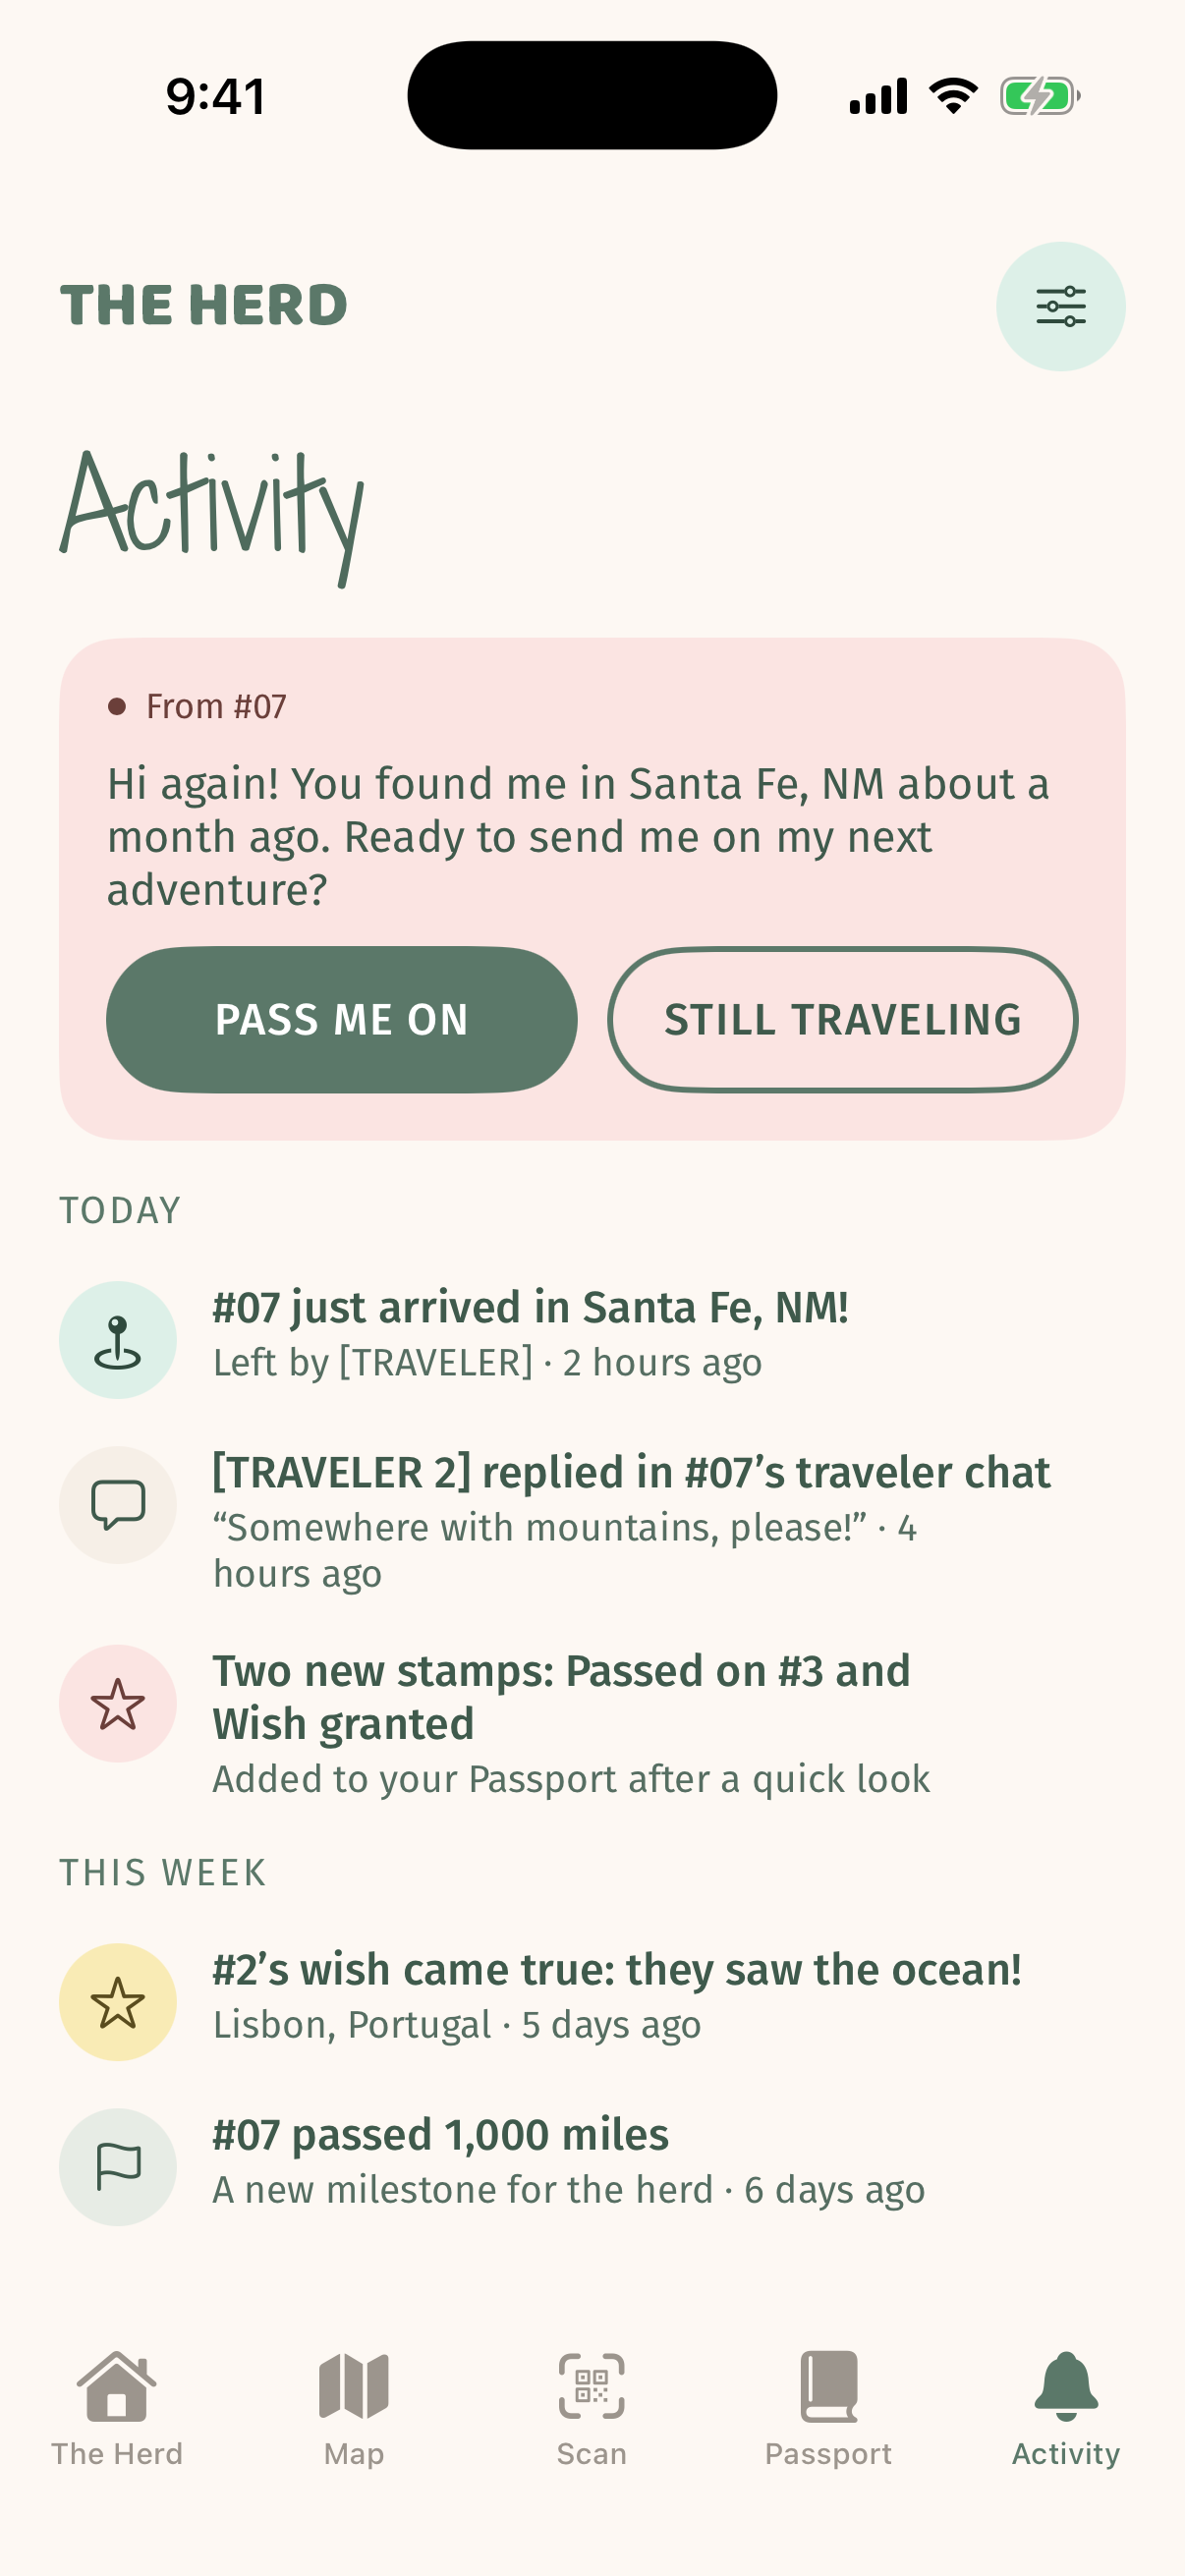 9:41
THE HERD
Activity
From #07
Hi again! You found me in Santa Fe, NM about a
month ago. Ready to send me on my next
adventure?
PASS ME ON
STILL TRAVELING
TODAY
#07 just arrived in Santa Fe, NM!
Left by [TRAVELER] · 2 hours ago
[TRAVELER 2] replied in #07’s traveler chat
“Somewhere with mountains, please!” · 4
hours ago
Two new stamps: Passed on #3 and
Wish granted
Added to your Passport after a quick look
THIS WEEK
#2’s wish came true: they saw the ocean!
Lisbon, Portugal · 5 days ago
#07 passed 1,000 miles
A new milestone for the herd · 6 days ago
The Herd
Map
Scan
Passport
Activity